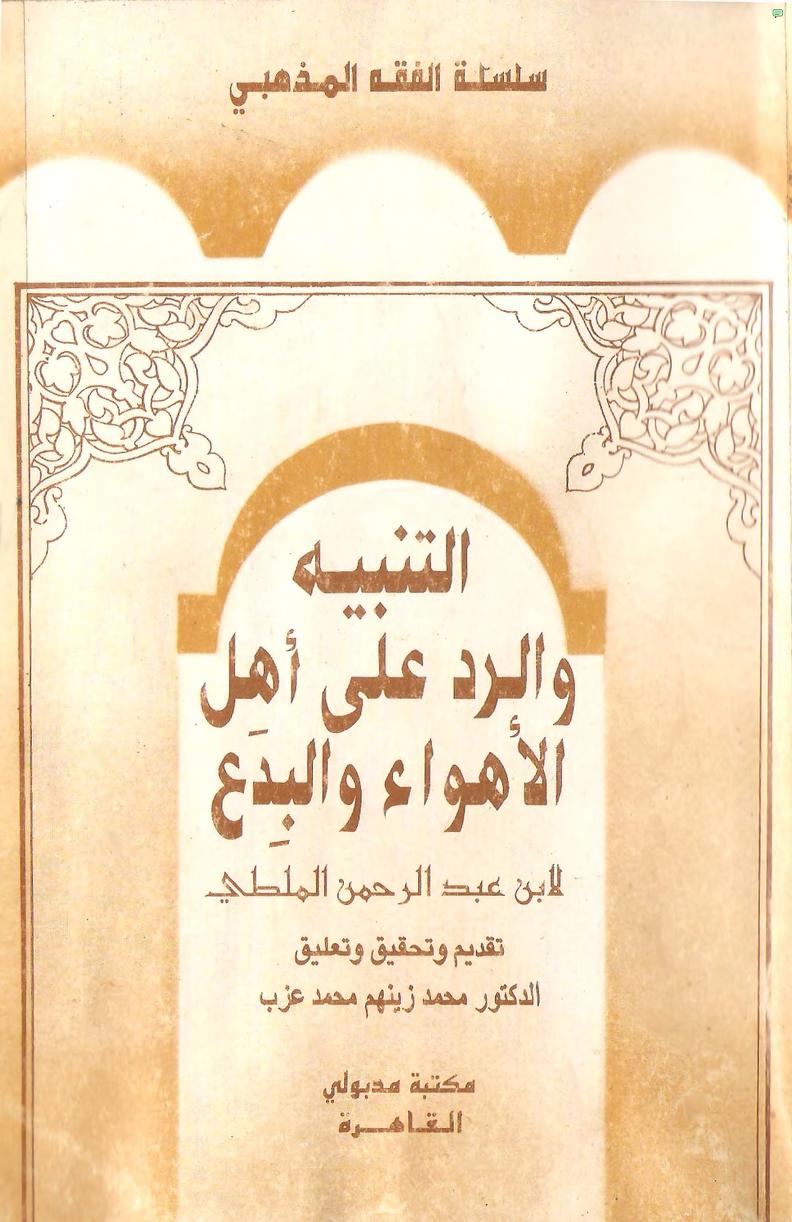 سلسلة الفقه المذهبي
التنبيه
والرد على أهل
الأهواء والبدع
لابن عبد الرحمن الملطي
تقديم وتحقيق وتعليق
الدكتور محمد زينهم محمد عزب
مكتبة مدبولي
القاهرة